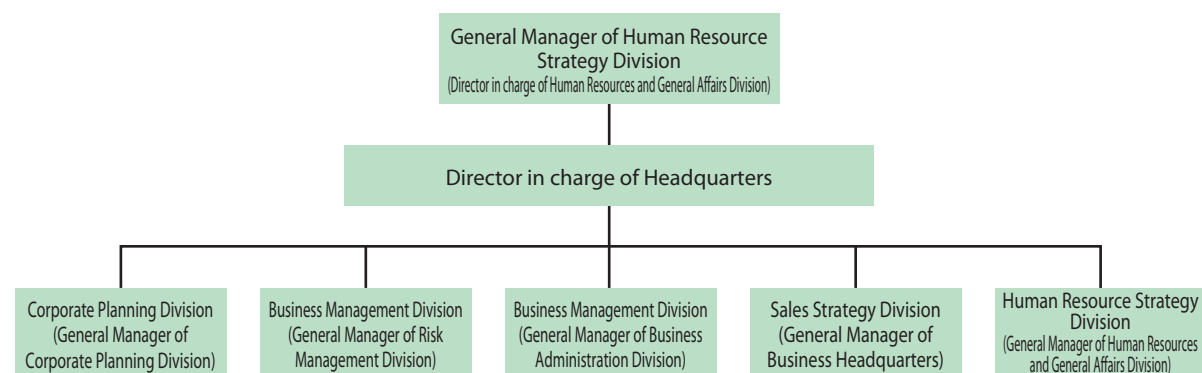 General Manager of Human Resource
Strategy Division
(Director in charge of Human Resources and General Affairs Division)
Director in charge of Headquarters
Corporate Planning Division
(General Manager of
Corporate Planning Division)
Business Management Division
(General Manager of Risk
Management Division)
Business Management Division
(General Manager of Business
Administration Division)
Sales Strategy Division
(General Manager of
Business Headquarters)
Human Resource Strategy
Division
(General Manager of Human Resources
and General Affairs Division)